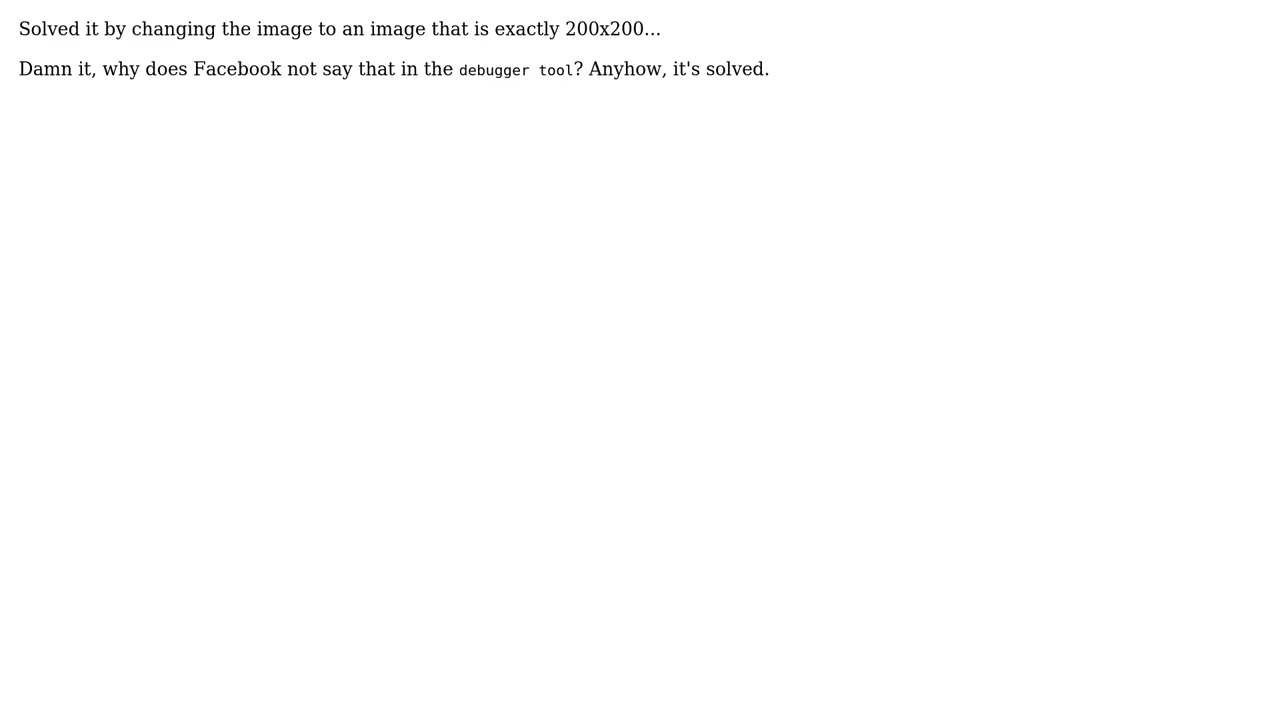 Solved it by changing the image to an image that is exactly 200x200...
Damn it, why does Facebook not say that in the debugger tool? Anyhow, it's solved.